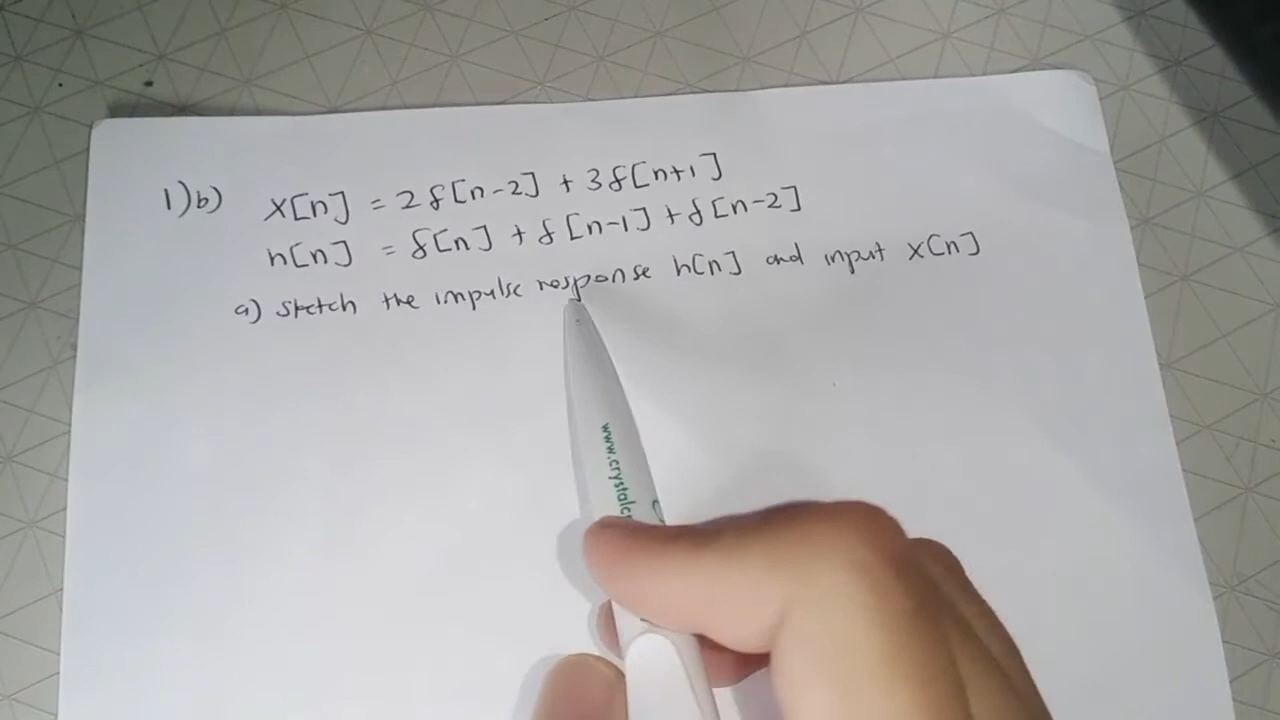 1)b) x[n] = 2δ[n-2] + 3δ[n+1]
h[n] = δ[n] + δ[n-1] + δ[n-2]
a) sketch the impulse response h[n] and input x[n]
www.crystalc